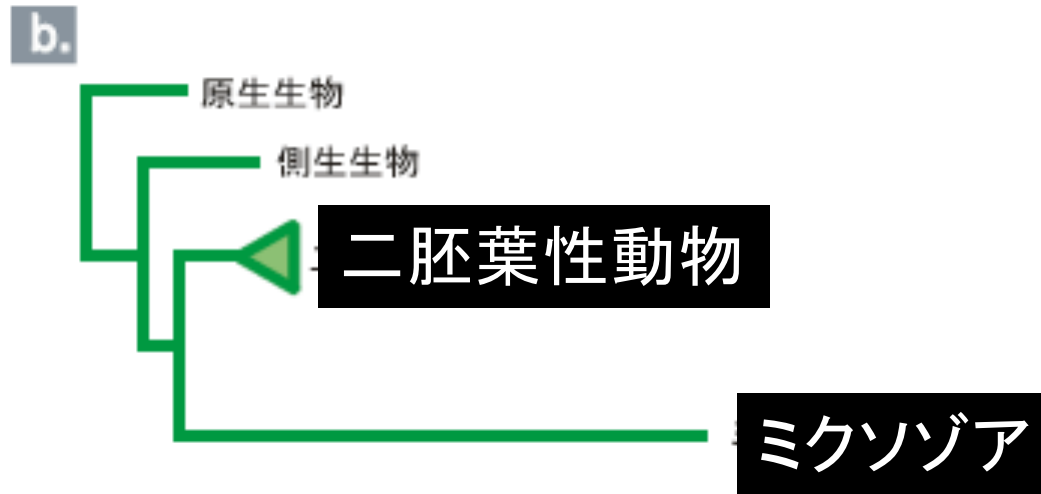 b.
原生生物
側生生物
二胚葉性動物
ミクソゾア